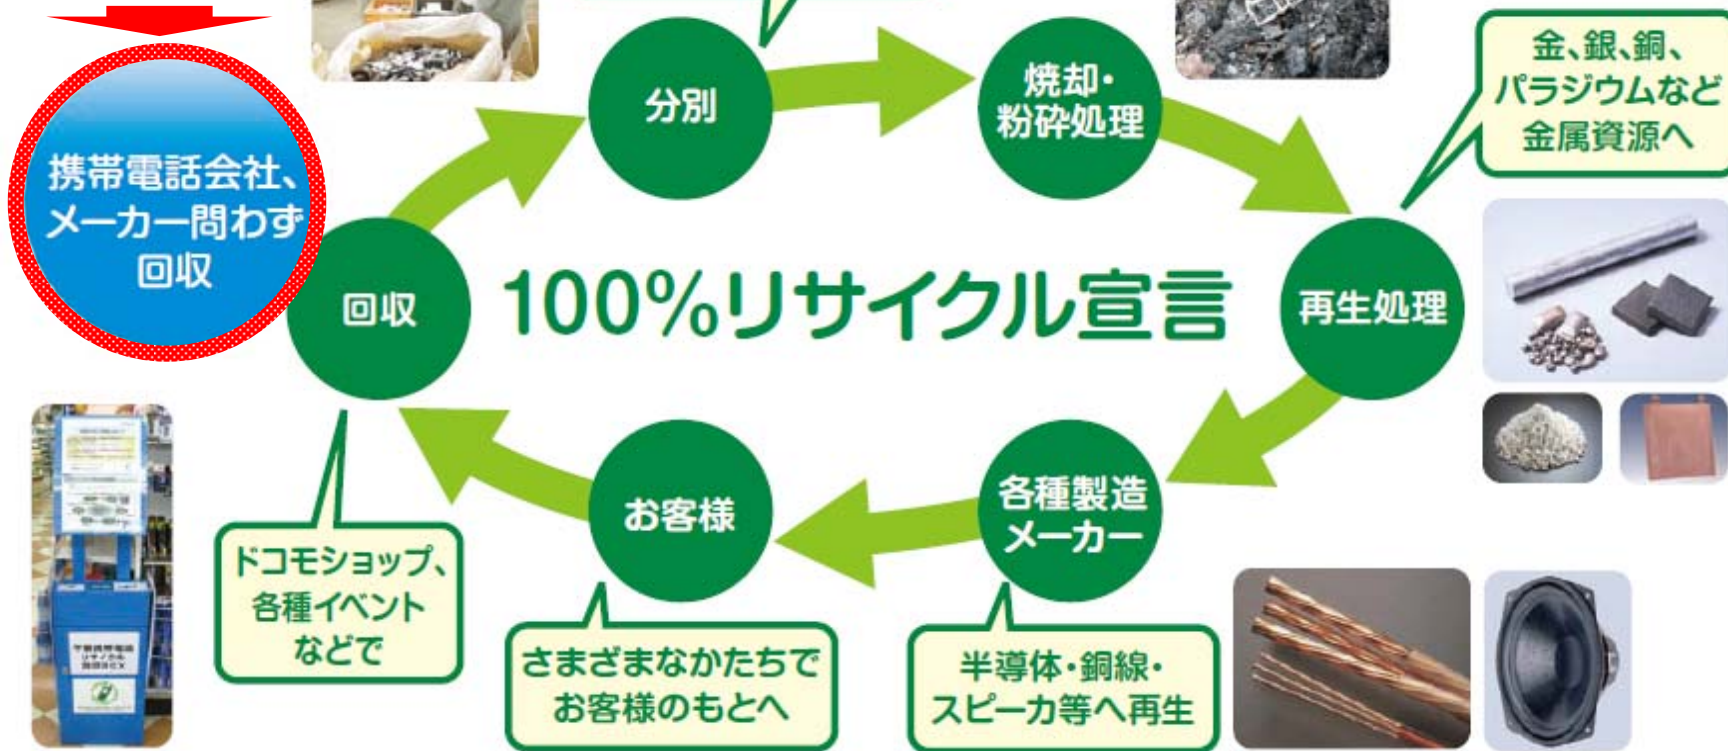 携帯電話会社、
メーカー問わず
回収
分別
焼却・
粉砕処理
金、銀、銅、
パラジウムなど
金属資源へ
回収
100%リサイクル宣言
再生処理
お客様
各種製造
メーカー
ドコモショップ、
各種イベント
などで
さまざまなかたちで
お客様のもとへ
半導体・銅線・
スピーカ等へ再生